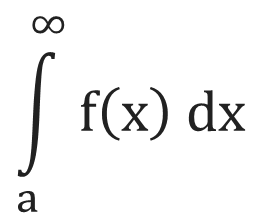 ∞
∫ f(x) dx
a